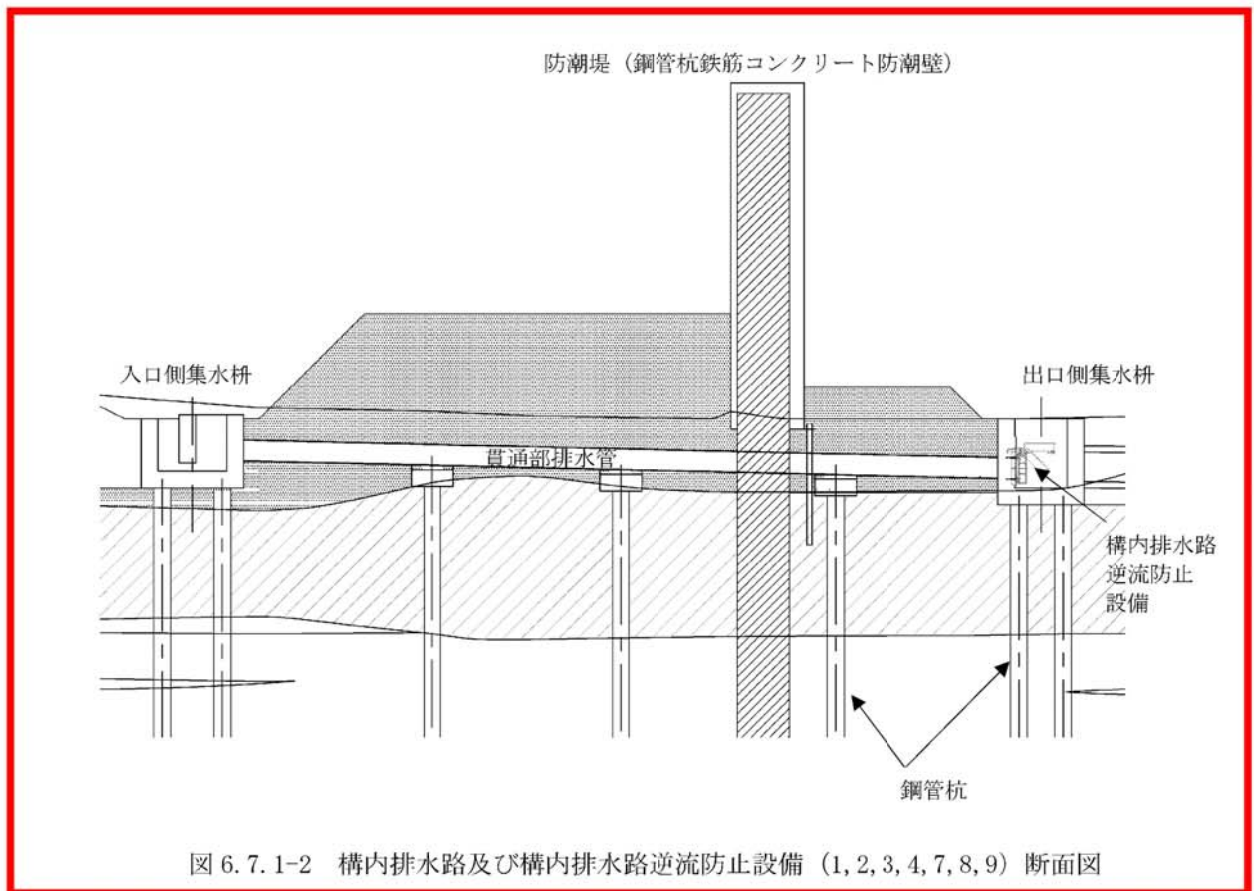 防潮堤（鋼管杭鉄筋コンクリート防潮壁）
入口側集水枡
出口側集水枡
貫通部排水管
構内排水路
逆流防止
設備
鋼管杭
図 6.7.1-2　構内排水路及び構内排水路逆流防止設備（1,2,3,4,7,8,9）断面図